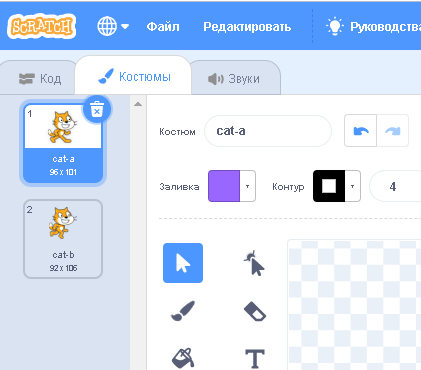 SCRATCH Файл Редактировать Руководства
Код Костюмы Звуки
1
cat-a
96 x 101
2
cat-b
92 x 106
Костюм cat-a
Заливка Контур 4
T